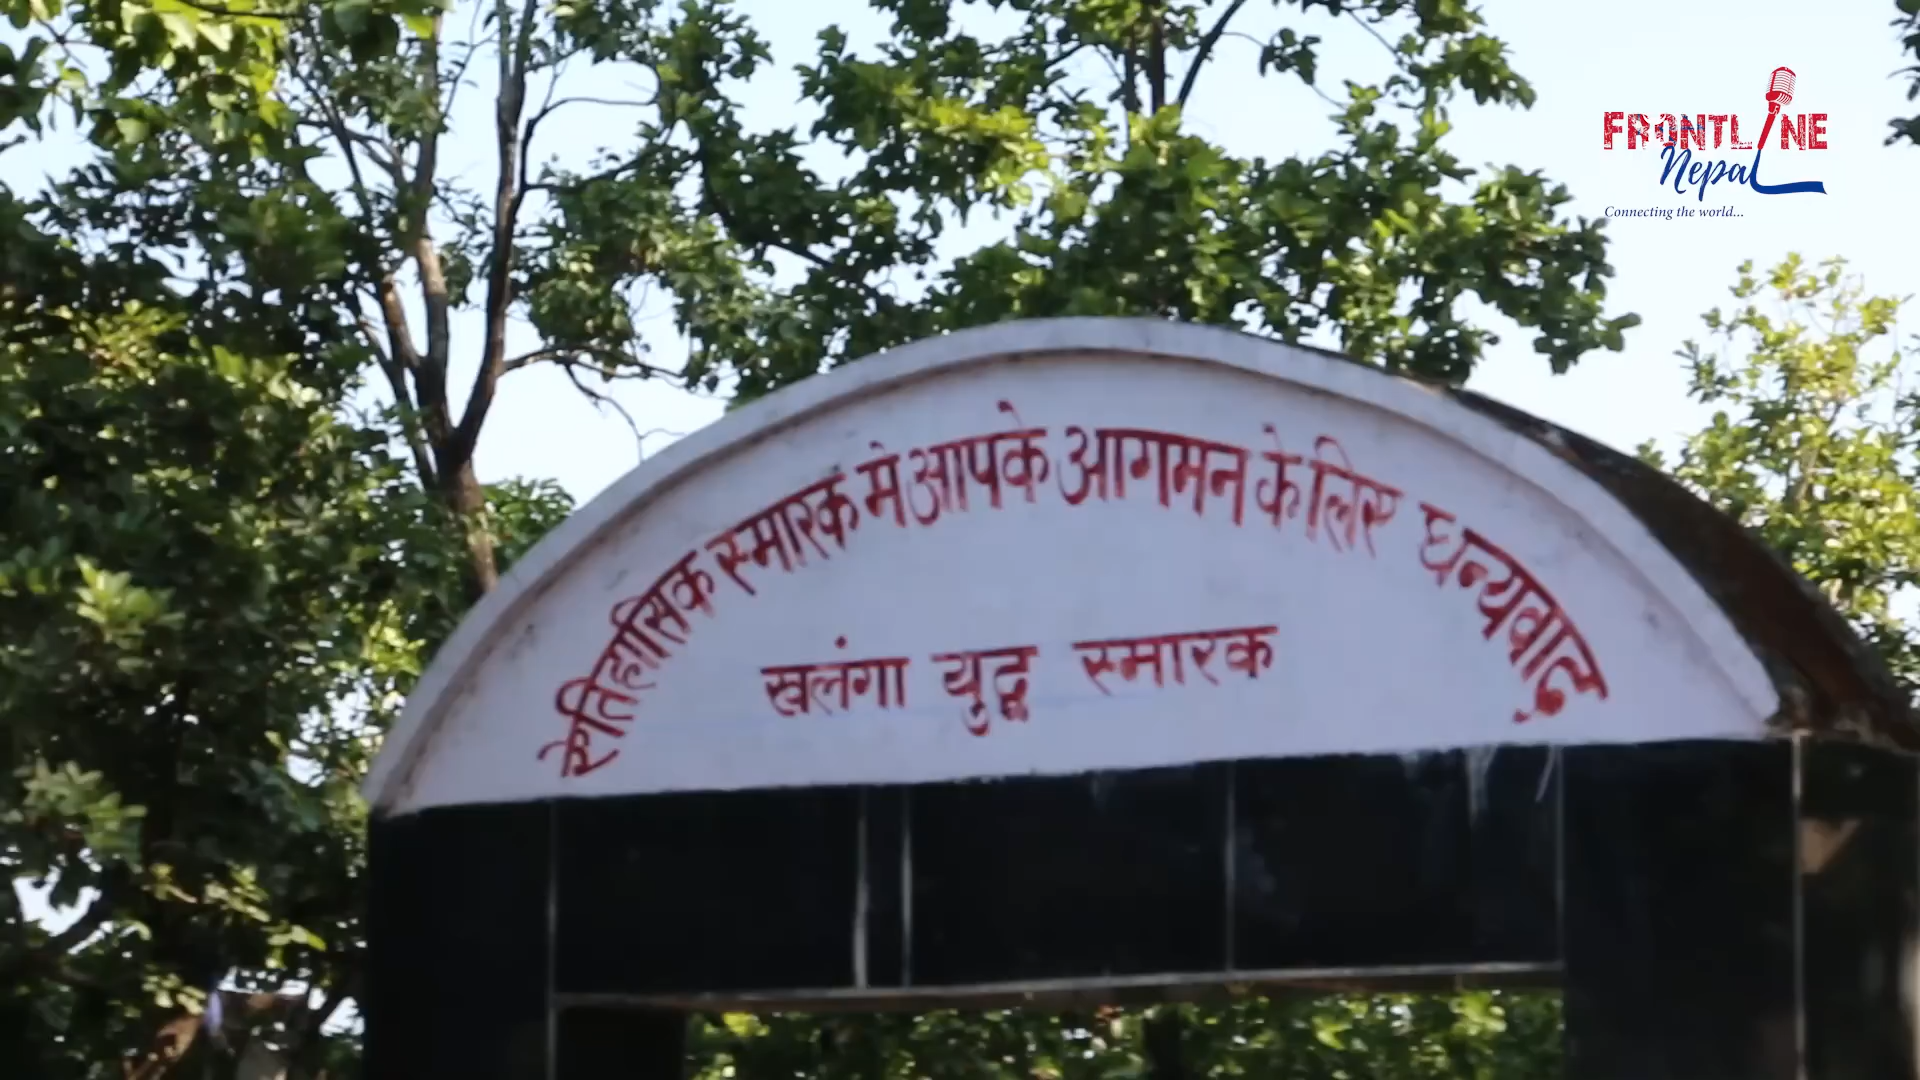 FRONTLINE
Nepal
Connecting the world...
ऐतिहासिक स्मारक मे आपके आगमन के लिए धन्यवाद
खलंगा युद्ध स्मारक